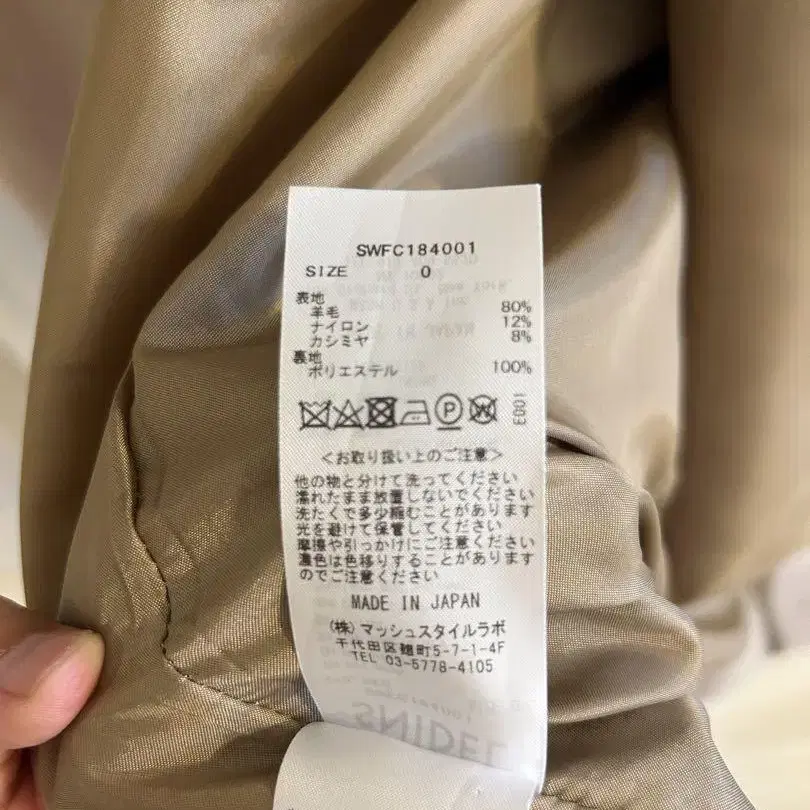 SWFC184001
SIZE 0
表地
羊毛 80%
ナイロン 12%
カシミヤ 8%
裏地
ポリエステル 100%
P W
E601
<お取り扱い上のご注意>
他の物と分けて洗ってください
濡れたまま放置しないでください
洗たくで多少縮むことがあります
光を避けて保管してください
摩擦や引っかけにご注意ください
濃色は色移りすることがあります
のでご注意ください
MADE IN JAPAN
(株)マッシュスタイルラボ
千代田区麹町5-7-1-4F
TEL 03-5778-4105
SNIDEL